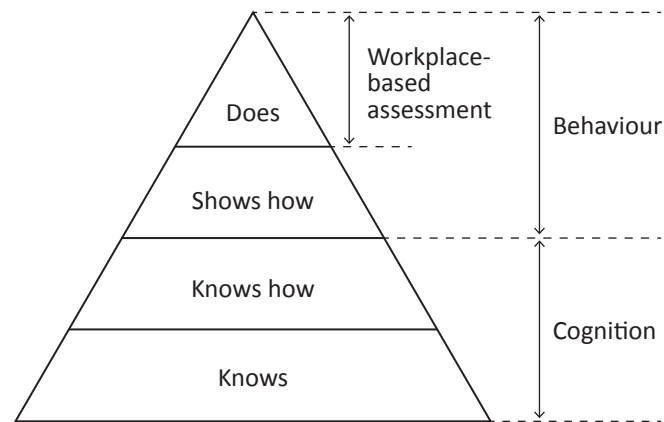 Does
Shows how
Knows how
Knows
Workplace-
based
assessment
Behaviour
Cognition